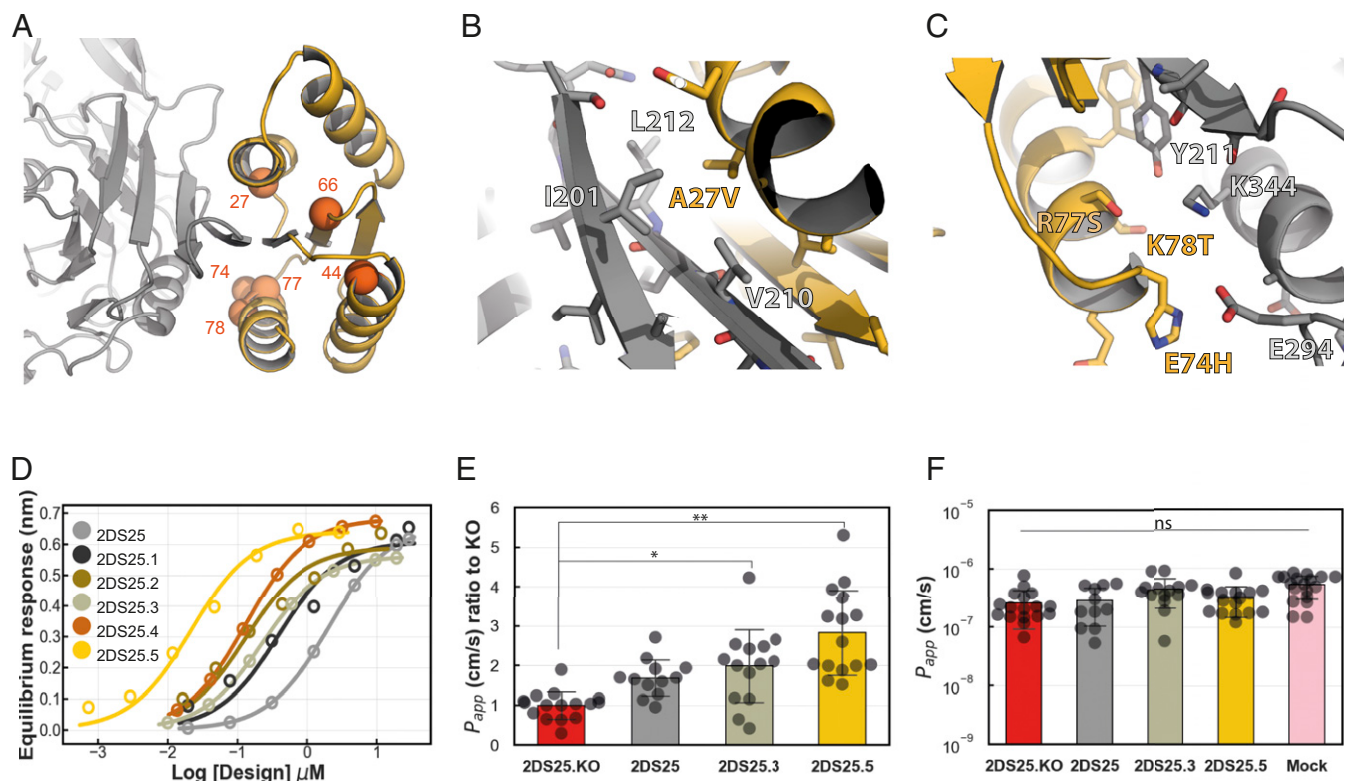 A
B
C
27
66
74
77
44
78
L212
I201
A27V
V210
Y211
K344
R77S
K78T
E294
E74H
D
E
F
Equilibrium response (nm)
0.7
0.6
0.5
0.4
0.3
0.2
0.1
0.0
2DS25
2DS25.1
2DS25.2
2DS25.3
2DS25.4
2DS25.5
−3
−2
−1
0
1
Log [Design] μM
Papp (cm/s) ratio to KO
6
5
4
3
2
1
0
**
*
2DS25.KO
2DS25
2DS25.3
2DS25.5
Papp (cm/s)
10−5
10−6
10−7
10−8
10−9
ns
2DS25.KO
2DS25
2DS25.3
2DS25.5
Mock